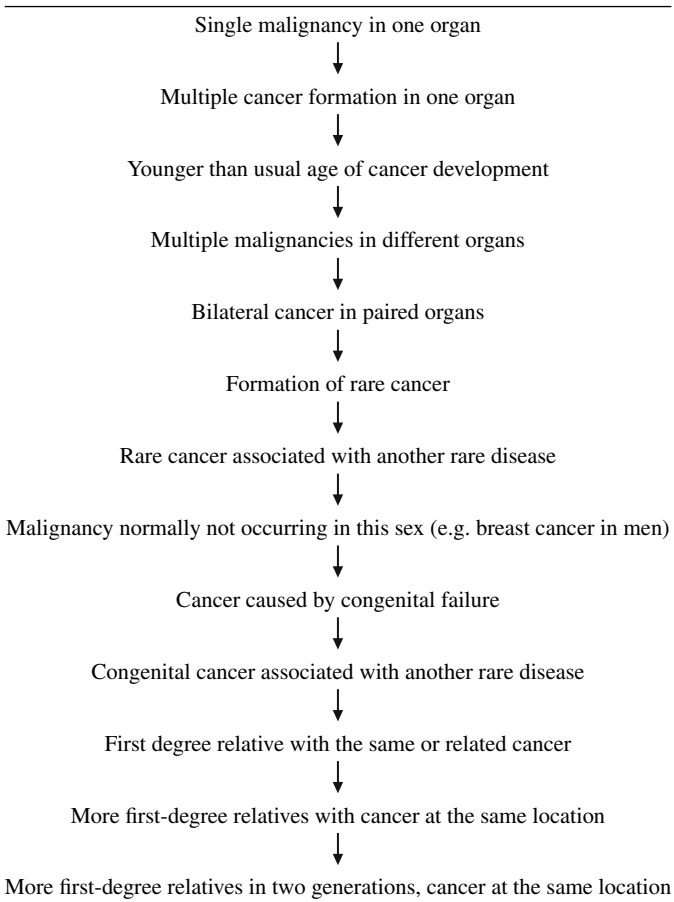 Single malignancy in one organ
Multiple cancer formation in one organ
Younger than usual age of cancer development
Multiple malignancies in different organs
Bilateral cancer in paired organs
Formation of rare cancer
Rare cancer associated with another rare disease
Malignancy normally not occurring in this sex (e.g. breast cancer in men)
Cancer caused by congenital failure
Congenital cancer associated with another rare disease
First degree relative with the same or related cancer
More first-degree relatives with cancer at the same location
More first-degree relatives in two generations, cancer at the same location